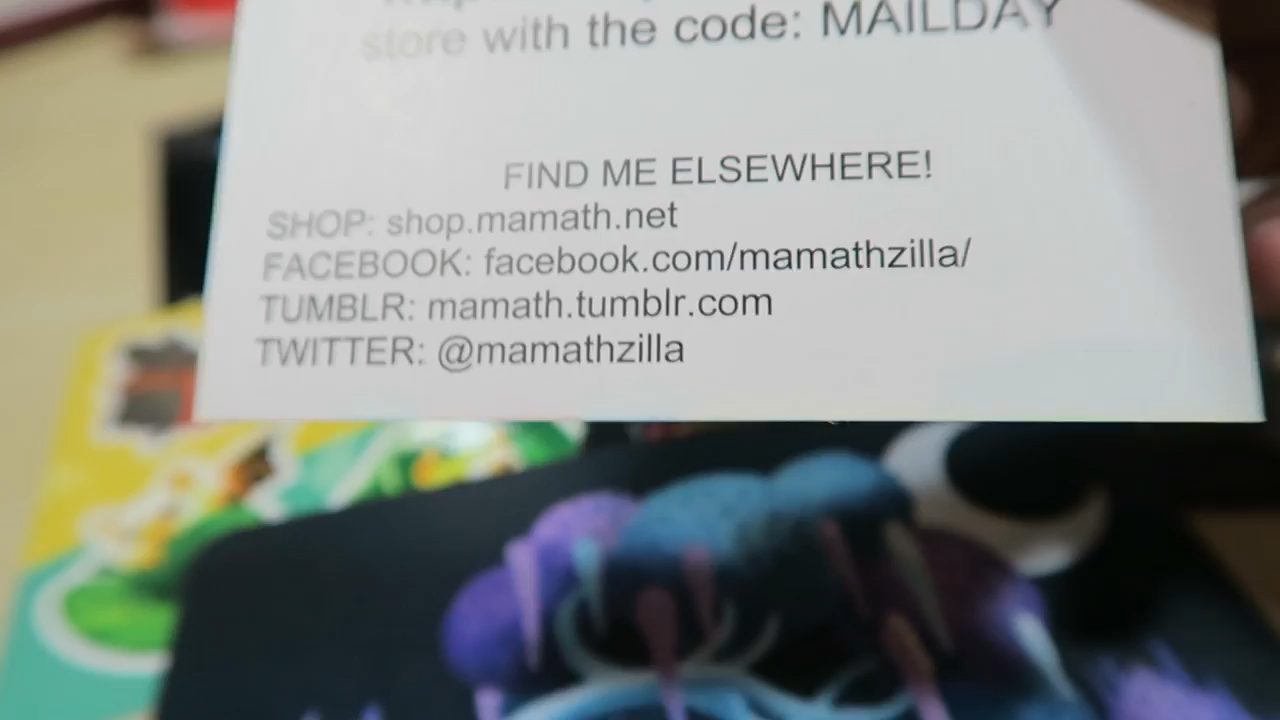 store with the code: MAILDAY
FIND ME ELSEWHERE!
SHOP: shop.mamath.net
FACEBOOK: facebook.com/mamathzilla/
TUMBLR: mamath.tumblr.com
TWITTER: @mamathzilla